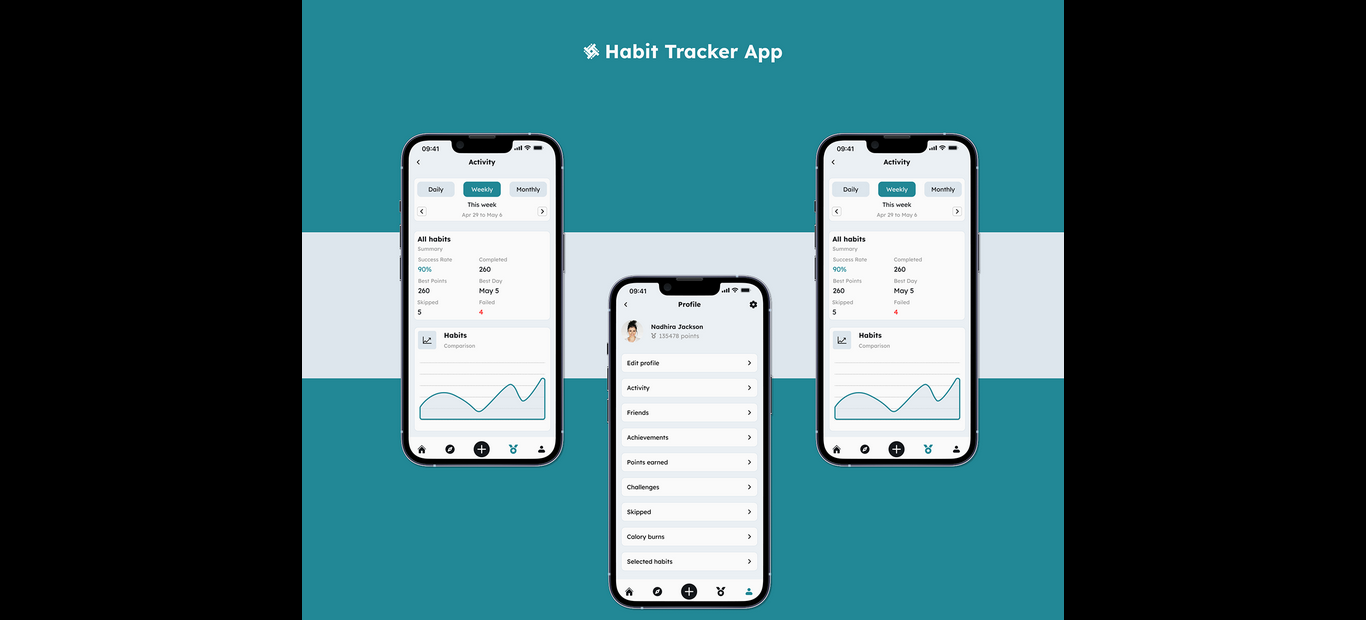 Habit Tracker App
09:41
Activity
Daily Weekly Monthly
This week
Apr 29 to May 6
All habits
Summary
Success Rate Completed
90% 260
Best Points Best Day
260 May 5
Skipped Failed
5 4
Habits
Comparison
09:41
Profile
Nadhira Jackson
135478 points
Edit profile
Activity
Friends
Achievements
Points earned
Challenges
Skipped
Calory burns
Selected habits
09:41
Activity
Daily Weekly Monthly
This week
Apr 29 to May 6
All habits
Summary
Success Rate Completed
90% 260
Best Points Best Day
260 May 5
Skipped Failed
5 4
Habits
Comparison